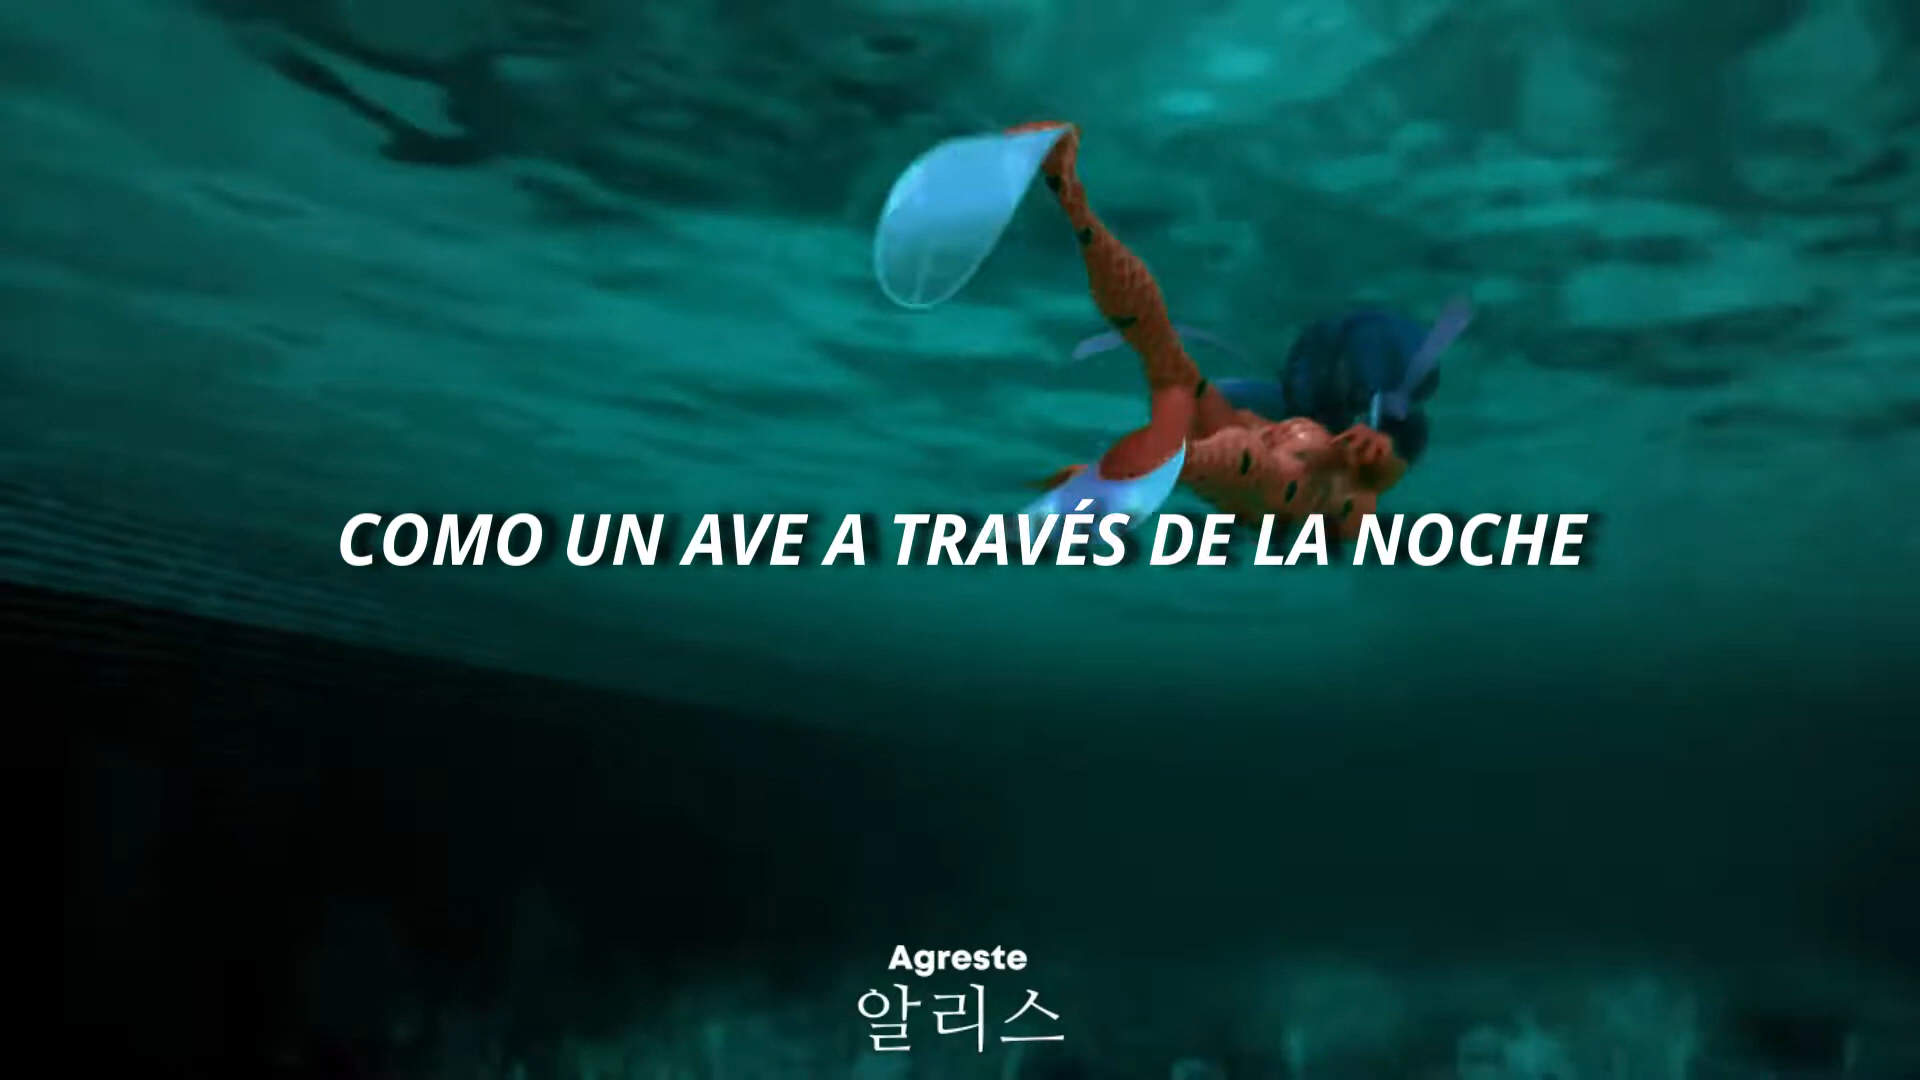 COMO UN AVE A TRAVÉS DE LA NOCHE
Agreste
알리스